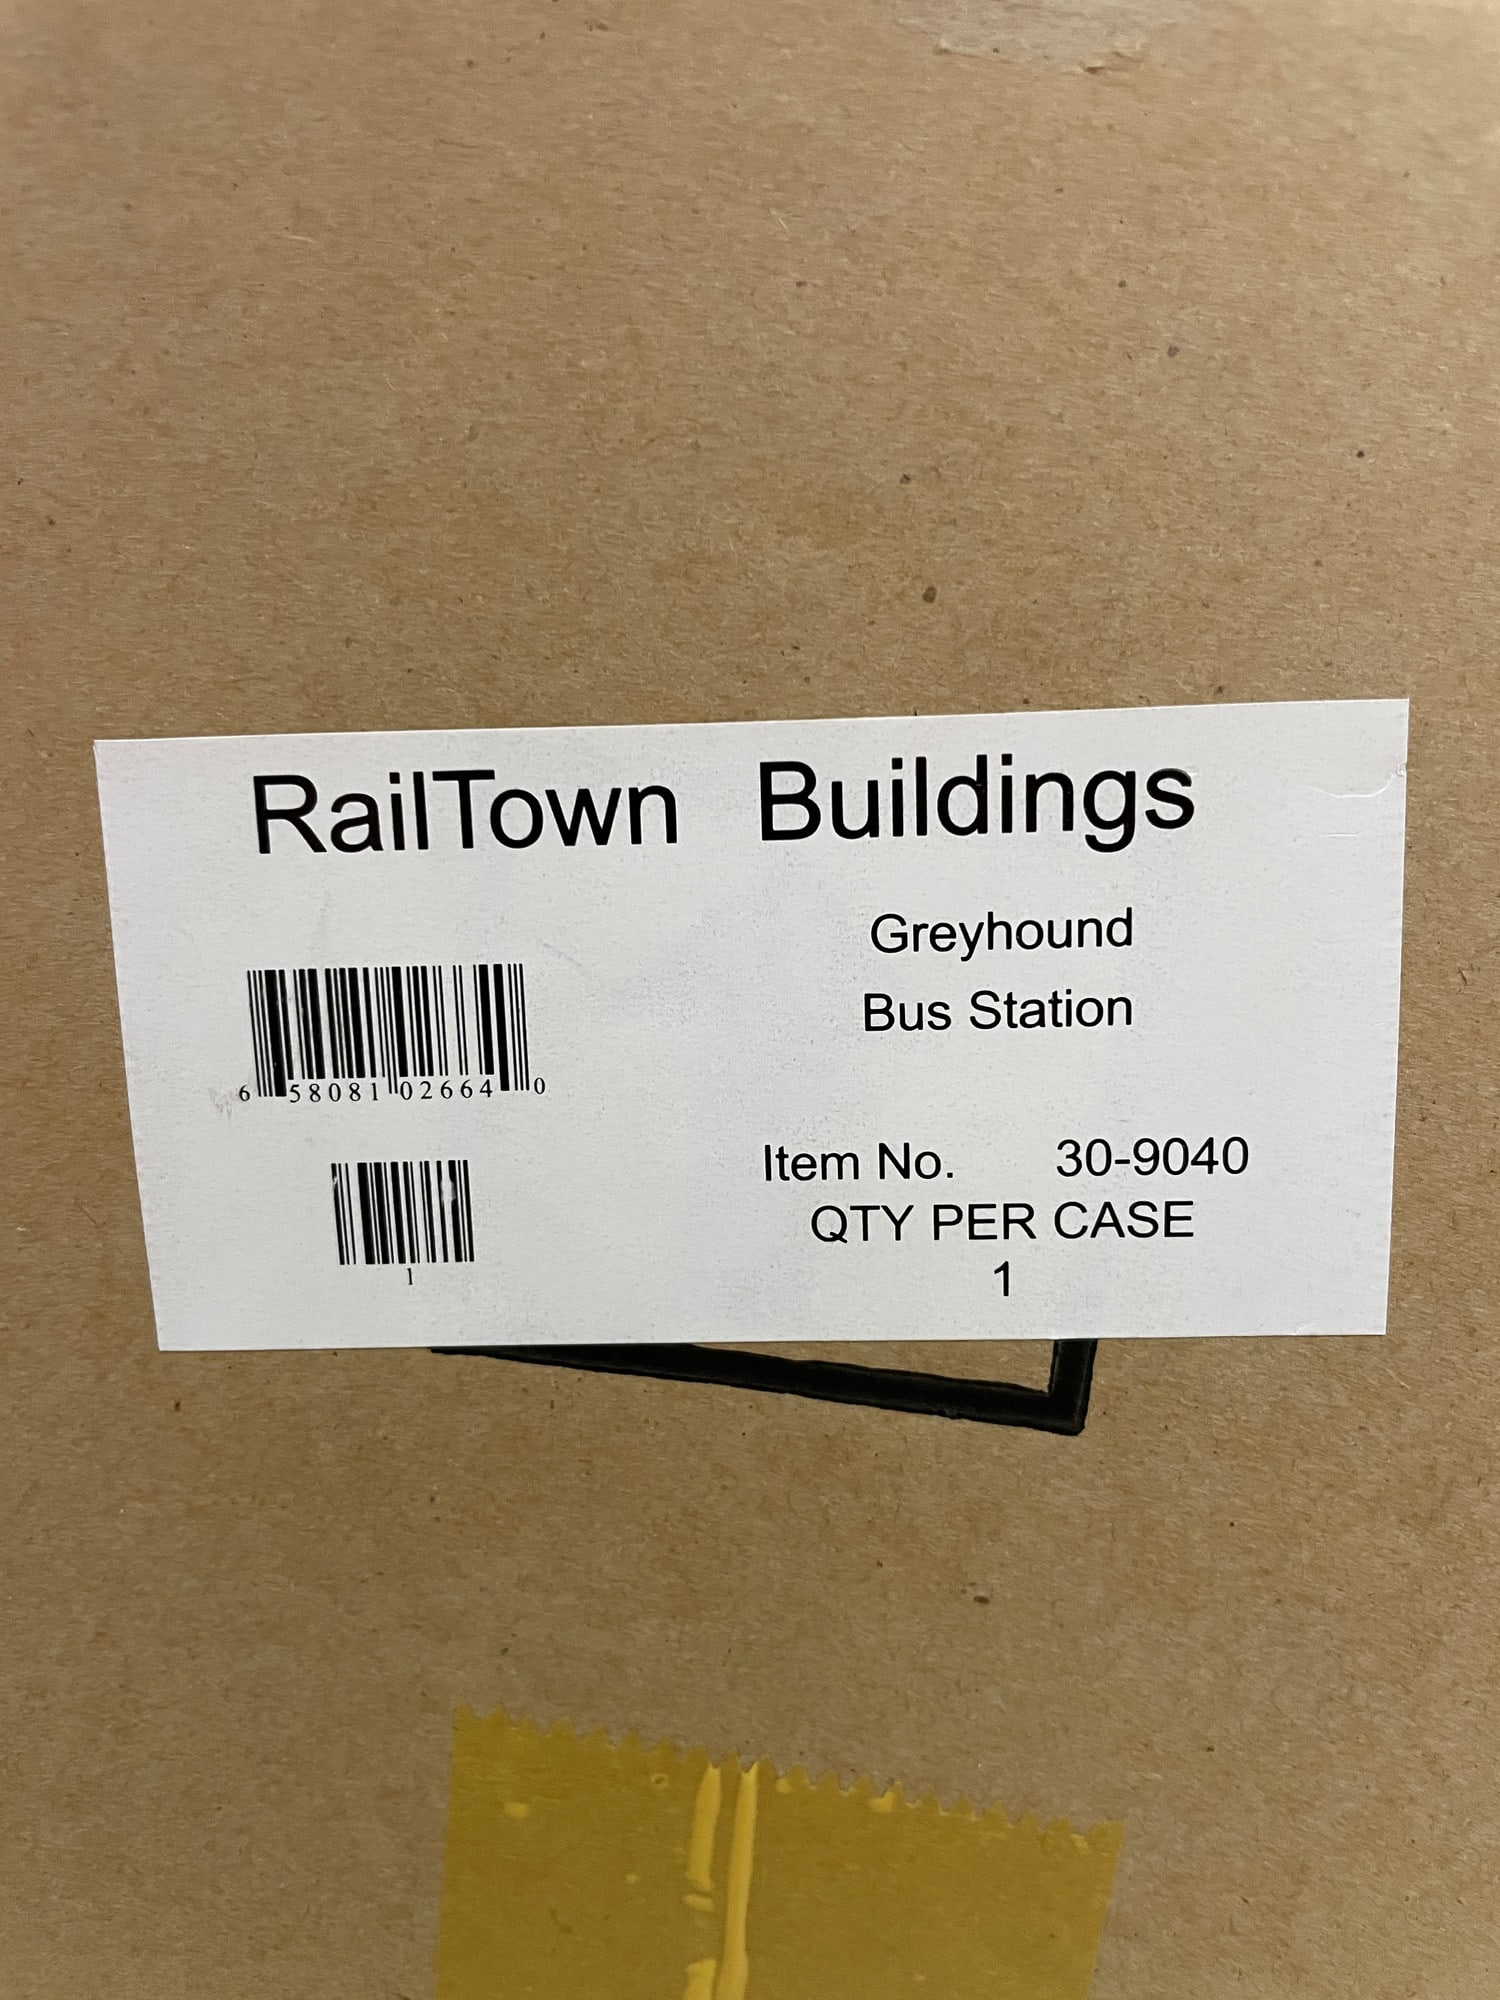 RailTown Buildings
Greyhound
Bus Station
6 58081 02664 0
Item No. 30-9040
QTY PER CASE
1
1